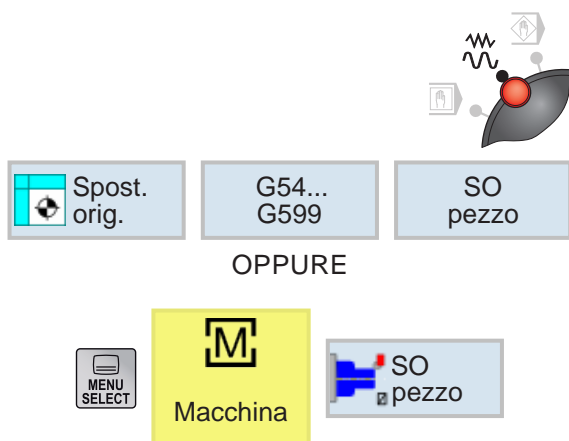 Spost.
orig.
G54...
G599
SO
pezzo
OPPURE
MENU
SELECT
M
Macchina
SO
pezzo